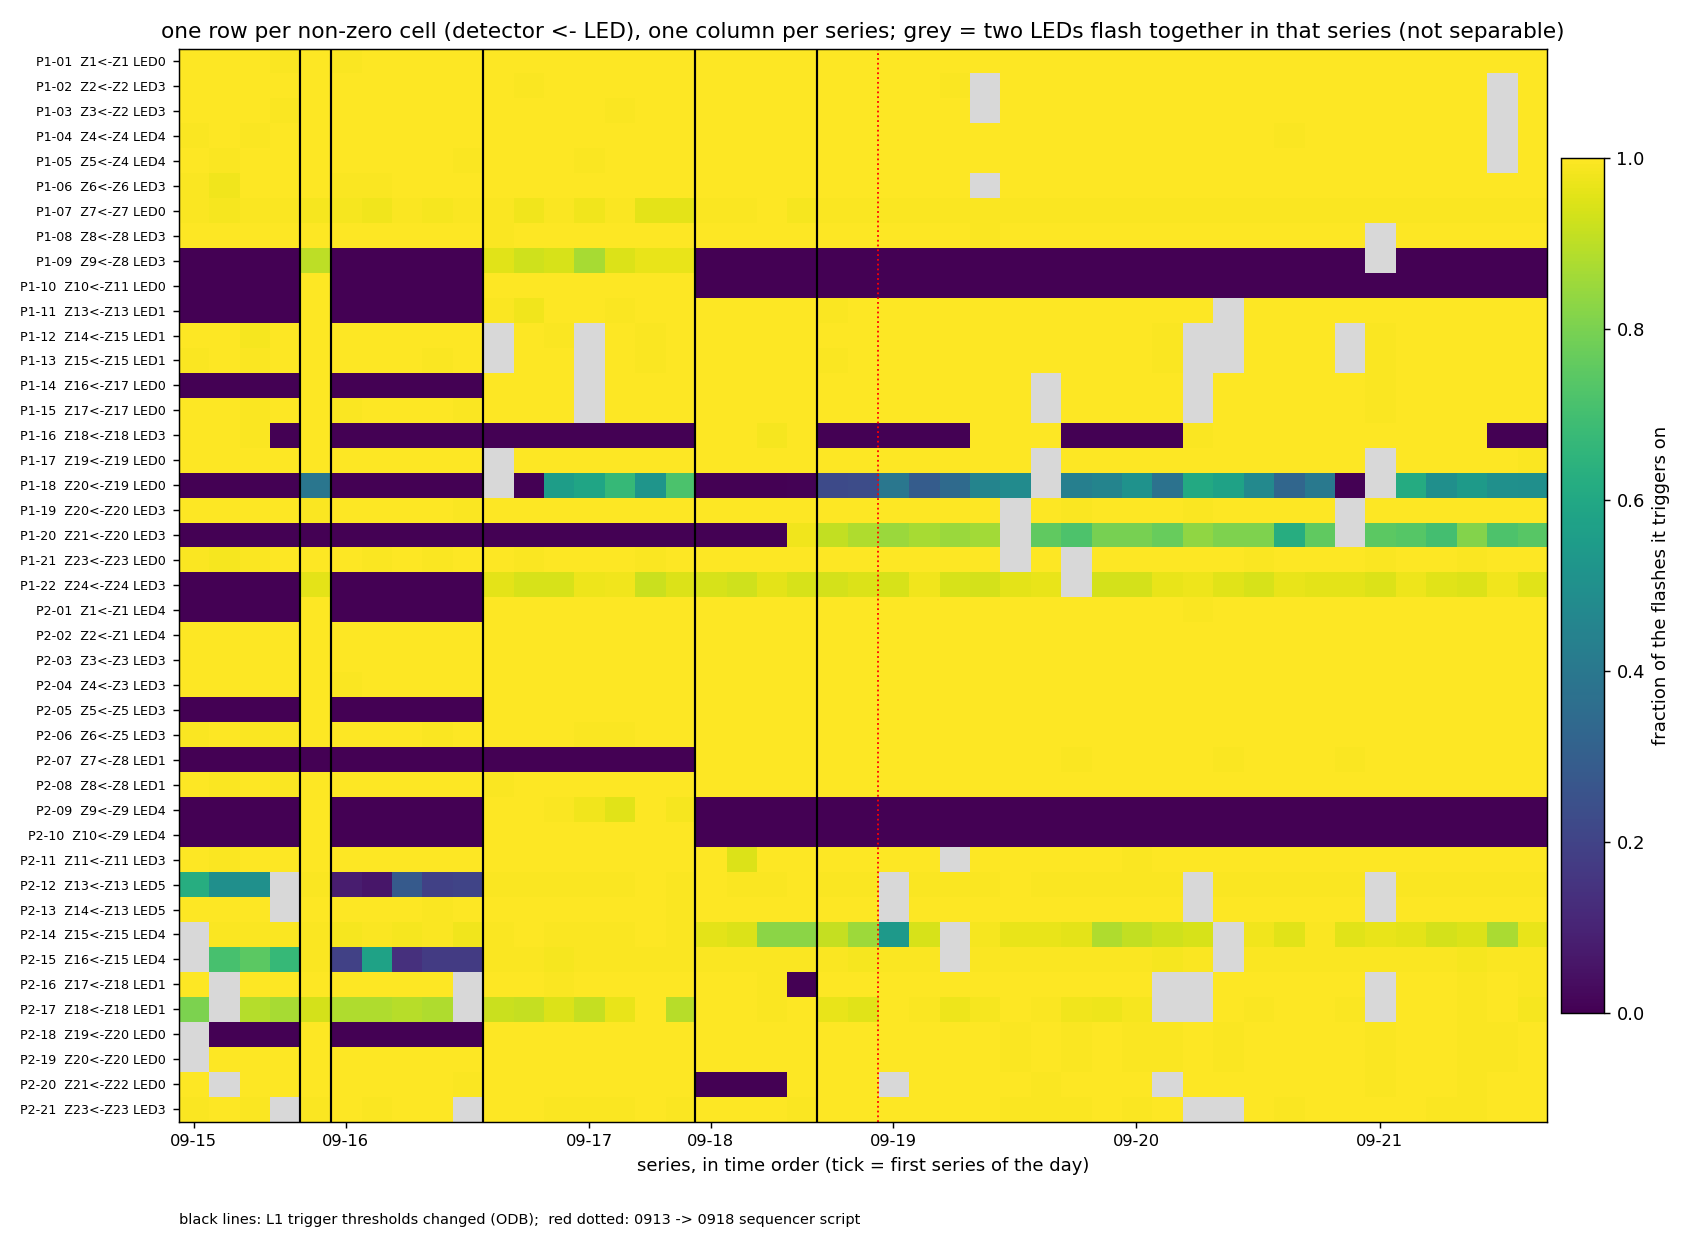 one row per non-zero cell (detector <- LED), one column per series; grey = two LEDs flash together in that series (not separable)
P1-01  Z1<-Z1 LED0
P1-02  Z2<-Z2 LED3
P1-03  Z3<-Z2 LED3
P1-04  Z4<-Z4 LED4
P1-05  Z5<-Z4 LED4
P1-06  Z6<-Z6 LED3
P1-07  Z7<-Z7 LED0
P1-08  Z8<-Z8 LED3
P1-09  Z9<-Z8 LED3
P1-10  Z10<-Z11 LED0
P1-11  Z13<-Z13 LED1
P1-12  Z14<-Z15 LED1
P1-13  Z15<-Z15 LED1
P1-14  Z16<-Z17 LED0
P1-15  Z17<-Z17 LED0
P1-16  Z18<-Z18 LED3
P1-17  Z19<-Z19 LED0
P1-18  Z20<-Z19 LED0
P1-19  Z20<-Z20 LED3
P1-20  Z21<-Z20 LED3
P1-21  Z23<-Z23 LED0
P1-22  Z24<-Z24 LED3
P2-01  Z1<-Z1 LED4
P2-02  Z2<-Z1 LED4
P2-03  Z3<-Z3 LED3
P2-04  Z4<-Z3 LED3
P2-05  Z5<-Z5 LED3
P2-06  Z6<-Z5 LED3
P2-07  Z7<-Z8 LED1
P2-08  Z8<-Z8 LED1
P2-09  Z9<-Z9 LED4
P2-10  Z10<-Z9 LED4
P2-11  Z11<-Z11 LED3
P2-12  Z13<-Z13 LED5
P2-13  Z14<-Z13 LED5
P2-14  Z15<-Z15 LED4
P2-15  Z16<-Z15 LED4
P2-16  Z17<-Z18 LED1
P2-17  Z18<-Z18 LED1
P2-18  Z19<-Z20 LED0
P2-19  Z20<-Z20 LED0
P2-20  Z21<-Z22 LED0
P2-21  Z23<-Z23 LED3
09-15 09-16 09-17 09-18 09-19 09-20 09-21
series, in time order (tick = first series of the day)
1.0
0.8
0.6
0.4
0.2
0.0
fraction of the flashes it triggers on
black lines: L1 trigger thresholds changed (ODB);  red dotted: 0913 -> 0918 sequencer script